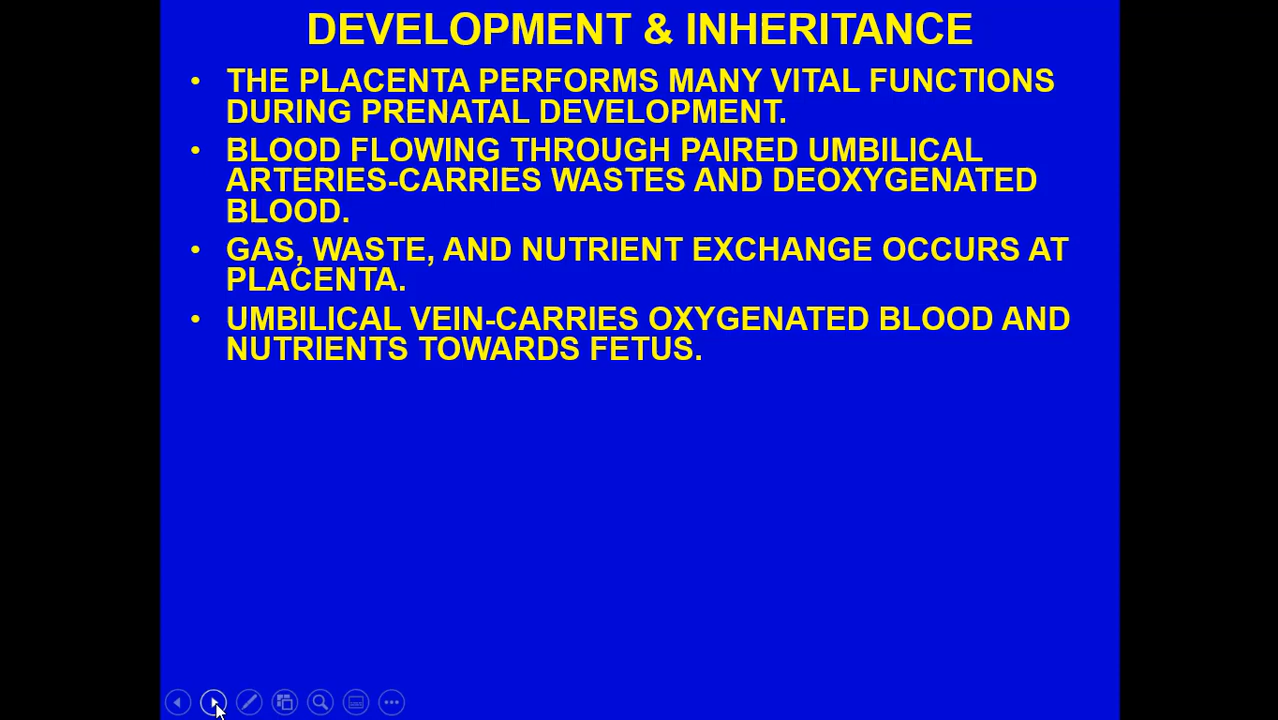 DEVELOPMENT & INHERITANCE
• THE PLACENTA PERFORMS MANY VITAL FUNCTIONS
DURING PRENATAL DEVELOPMENT.
• BLOOD FLOWING THROUGH PAIRED UMBILICAL
ARTERIES-CARRIES WASTES AND DEOXYGENATED
BLOOD.
• GAS, WASTE, AND NUTRIENT EXCHANGE OCCURS AT
PLACENTA.
• UMBILICAL VEIN-CARRIES OXYGENATED BLOOD AND
NUTRIENTS TOWARDS FETUS.